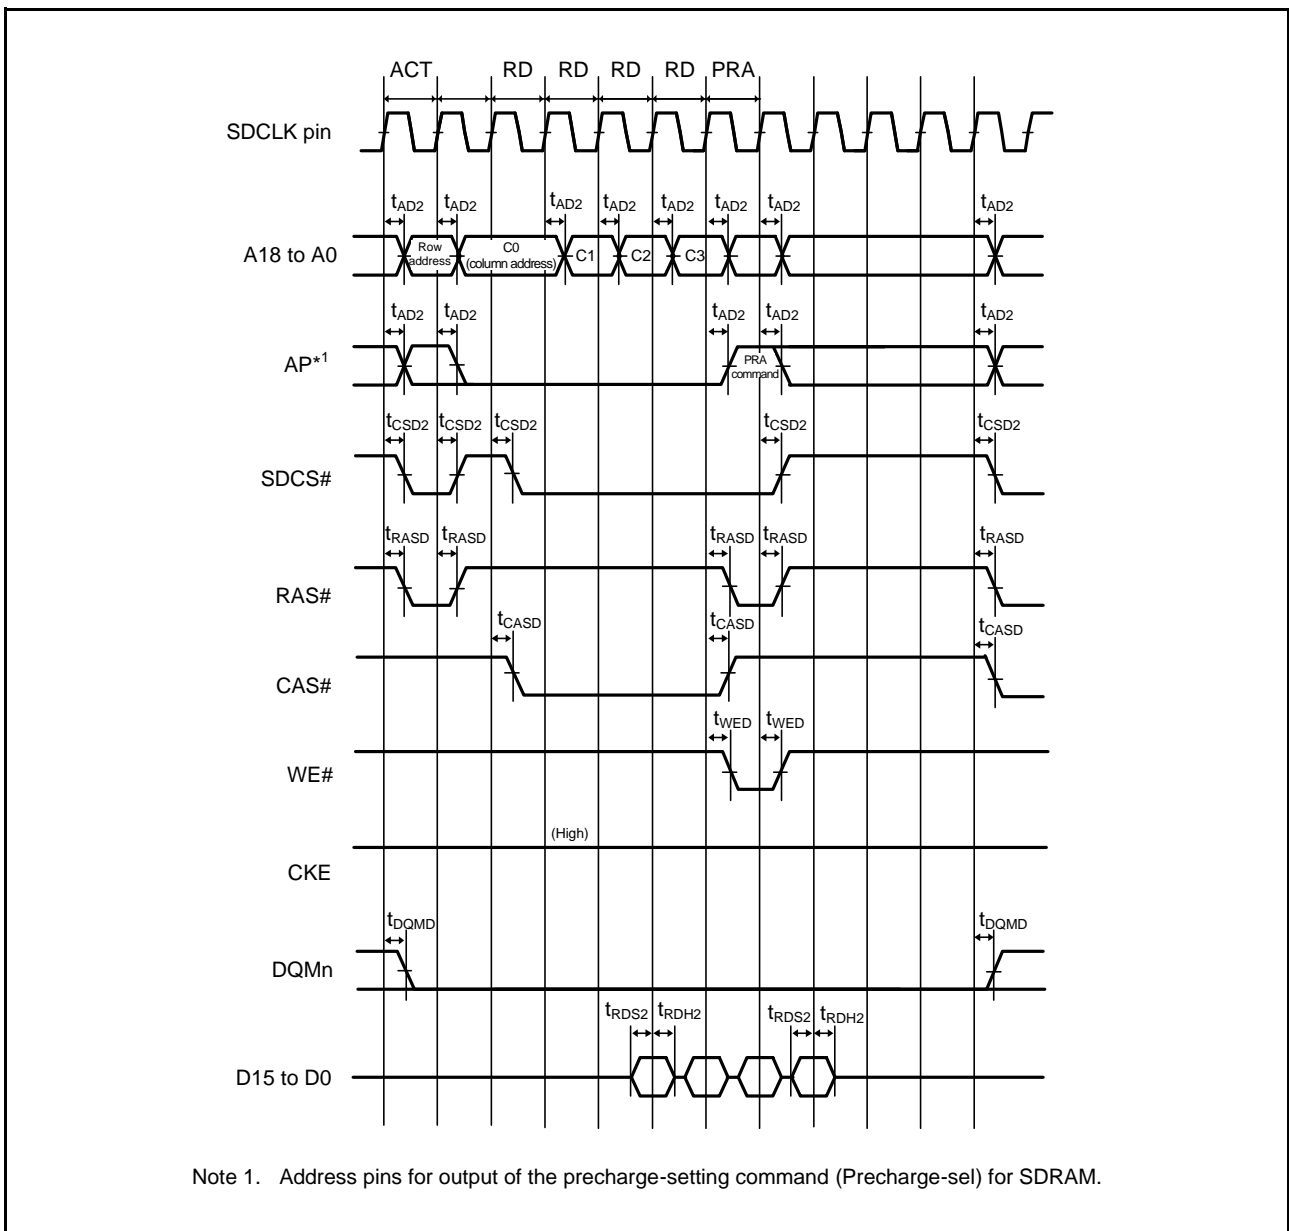 ACT RD RD RD RD PRA
SDCLK pin
tAD2 tAD2 tAD2 tAD2 tAD2 tAD2 tAD2 tAD2
A18 to A0
Row address
C0 (column address)
C1
C2
C3
tAD2 tAD2 tAD2 tAD2 tAD2
AP*1
PRA command
tCSD2 tCSD2 tCSD2 tCSD2 tCSD2
SDCS#
tRASD tRASD tRASD tRASD tRASD
RAS#
tCASD tCASD tCASD
CAS#
tWED tWED
WE#
(High)
CKE
tDQMD tDQMD
DQMn
tRDS2 tRDH2 tRDS2 tRDH2
D15 to D0
Note 1. Address pins for output of the precharge-setting command (Precharge-sel) for SDRAM.